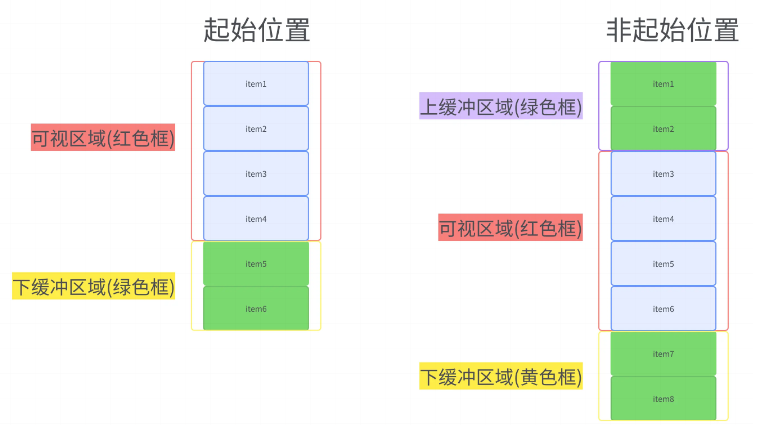 起始位置
item1
item2
可视区域(红色框)
item3
item4
item5
下缓冲区域(绿色框)
item6
非起始位置
item1
上缓冲区域(绿色框)
item2
item3
item4
可视区域(红色框)
item5
item6
item7
下缓冲区域(黄色框)
item8